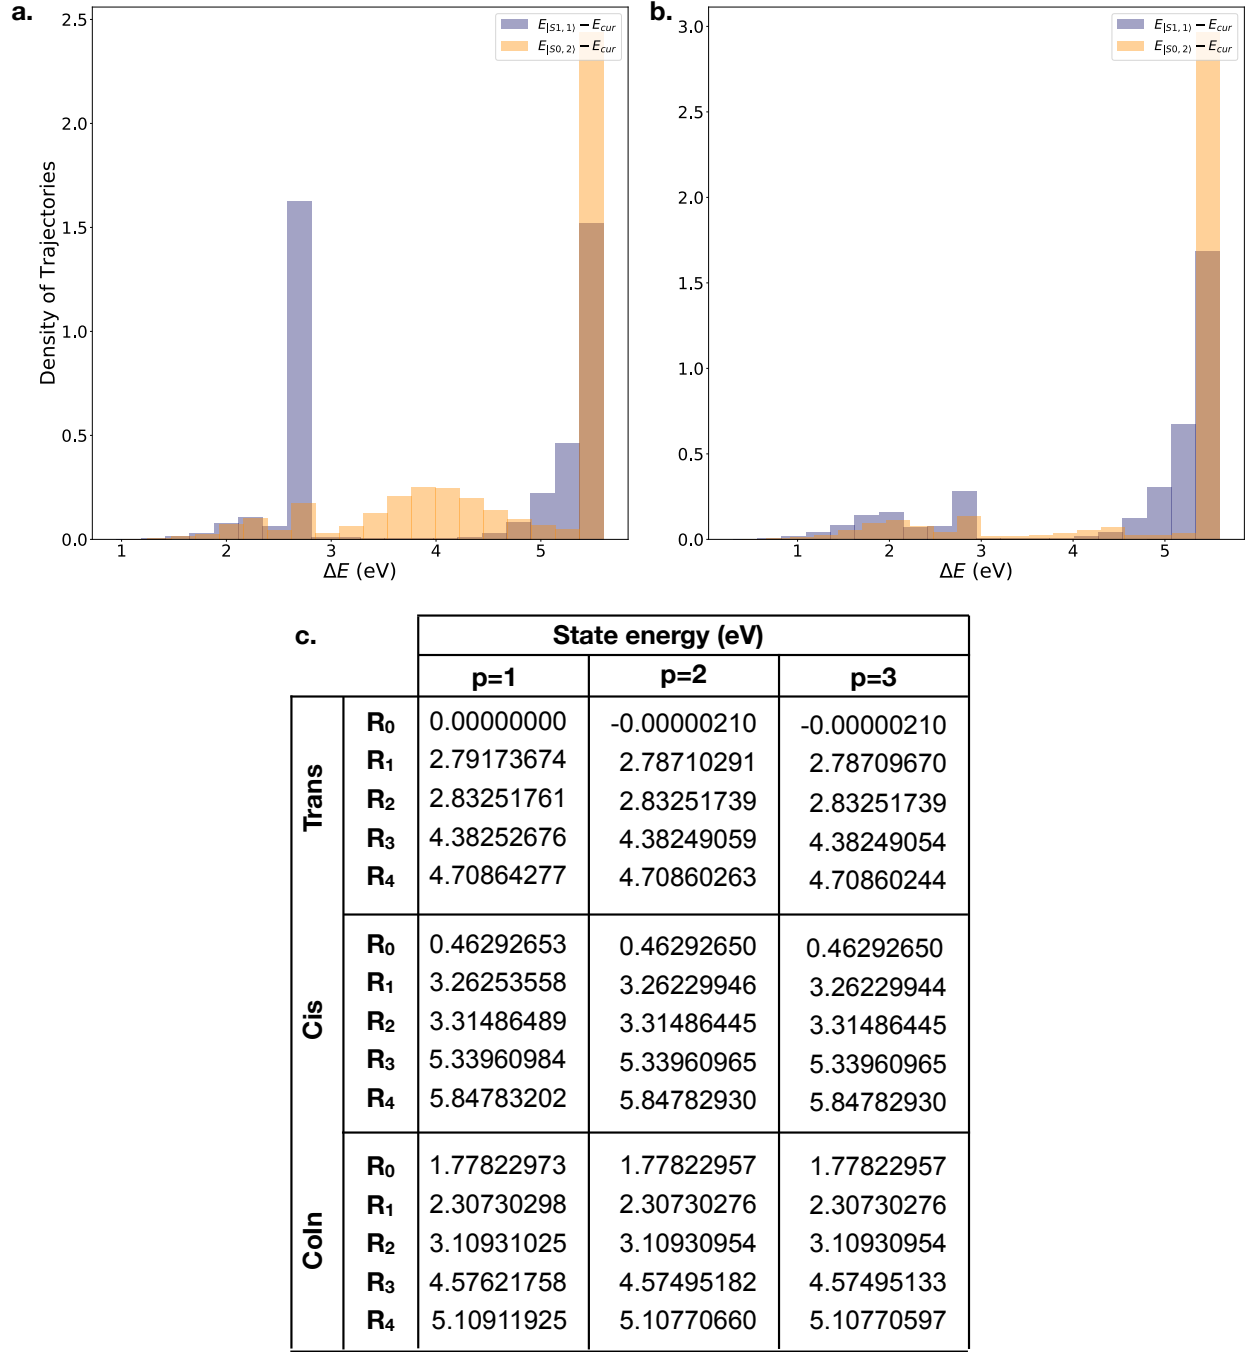 a.
E|S1,1⟩ − Ecur
E|S0,2⟩ − Ecur
2.5
2.0
1.5
1.0
0.5
0.0
Density of Trajectories
1 2 3 4 5
ΔE (eV)
b.
E|S1,1⟩ − Ecur
E|S0,2⟩ − Ecur
3.0
2.5
2.0
1.5
1.0
0.5
0.0
1 2 3 4 5
ΔE (eV)
c.
State energy (eV)
p=1 p=2 p=3
Trans
R0 0.00000000 -0.00000210 -0.00000210
R1 2.79173674 2.78710291 2.78709670
R2 2.83251761 2.83251739 2.83251739
R3 4.38252676 4.38249059 4.38249054
R4 4.70864277 4.70860263 4.70860244
Cis
R0 0.46292653 0.46292650 0.46292650
R1 3.26253558 3.26229946 3.26229944
R2 3.31486489 3.31486445 3.31486445
R3 5.33960984 5.33960965 5.33960965
R4 5.84783202 5.84782930 5.84782930
CoIn
R0 1.77822973 1.77822957 1.77822957
R1 2.30730298 2.30730276 2.30730276
R2 3.10931025 3.10930954 3.10930954
R3 4.57621758 4.57495182 4.57495133
R4 5.10911925 5.10770660 5.10770597